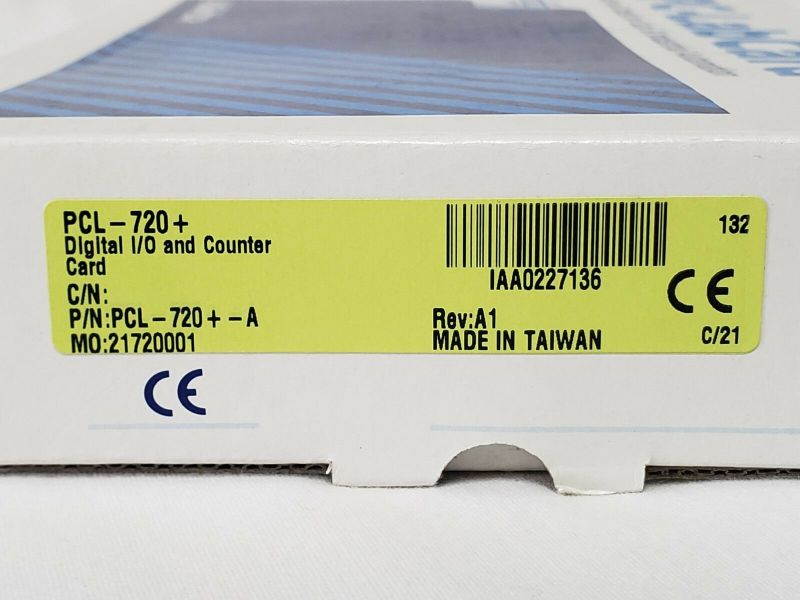 PCL-720+
Digital I/O and Counter
Card
C/N:
P/N:PCL-720+-A
MO:21720001
IAA0227136
Rev:A1
MADE IN TAIWAN
132
CE
C/21
CE